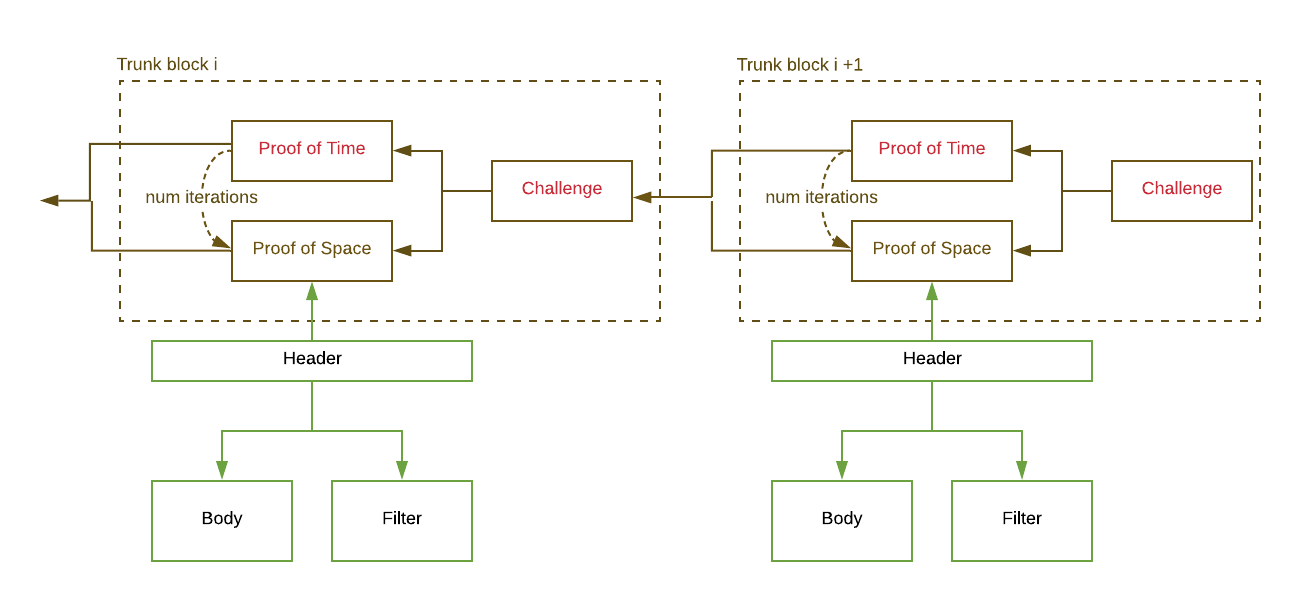 Trunk block i
Proof of Time
Challenge
num iterations
Proof of Space
Header
Body
Filter
Trunk block i +1
Proof of Time
Challenge
num iterations
Proof of Space
Header
Body
Filter